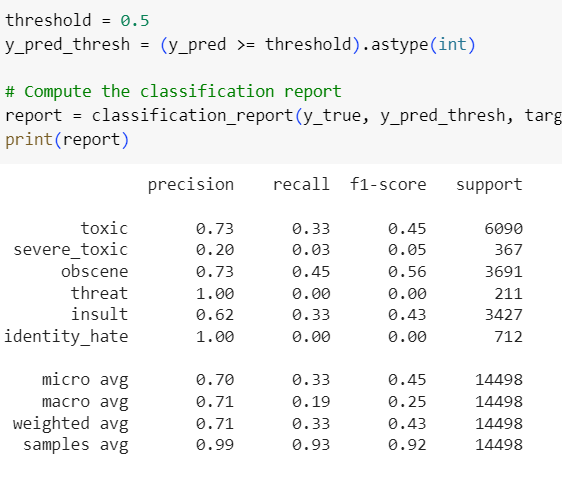 threshold = 0.5
y_pred_thresh = (y_pred >= threshold).astype(int)
# Compute the classification report
report = classification_report(y_true, y_pred_thresh, targ
print(report)
precision recall f1-score support
toxic 0.73 0.33 0.45 6090
severe_toxic 0.20 0.03 0.05 367
obscene 0.73 0.45 0.56 3691
threat 1.00 0.00 0.00 211
insult 0.62 0.33 0.43 3427
identity_hate 1.00 0.00 0.00 712
micro avg 0.70 0.33 0.45 14498
macro avg 0.71 0.19 0.25 14498
weighted avg 0.71 0.33 0.43 14498
samples avg 0.99 0.93 0.92 14498